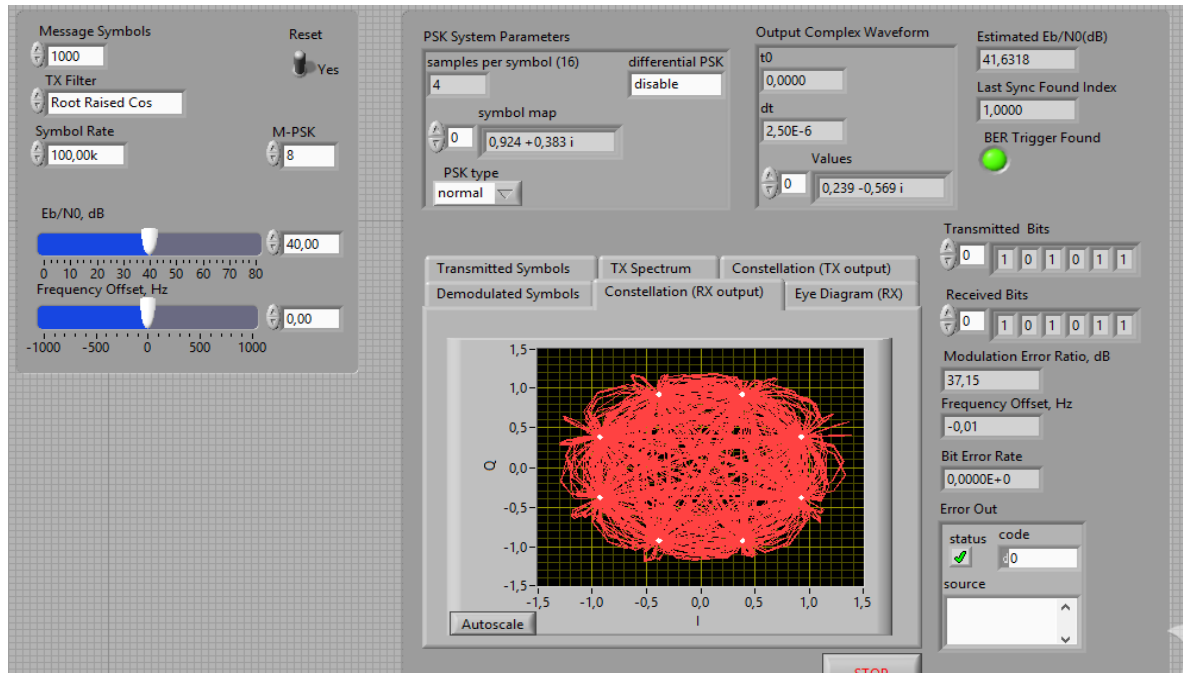 Message Symbols
1000
Reset
Yes
TX Filter
Root Raised Cos
Symbol Rate
100,00k
M-PSK
8
Eb/N0, dB
40,00
0 10 20 30 40 50 60 70 80
Frequency Offset, Hz
0,00
-1000 -500 0 500 1000
PSK System Parameters
samples per symbol (16)
4
differential PSK
disable
symbol map
0
0,924 +0,383 i
PSK type
normal
Output Complex Waveform
t0
0,0000
dt
2,50E-6
Values
0
0,239 -0,569 i
Estimated Eb/N0(dB)
41,6318
Last Sync Found Index
1,0000
BER Trigger Found
Transmitted Symbols
TX Spectrum
Constellation (TX output)
Demodulated Symbols
Constellation (RX output)
Eye Diagram (RX)
1,5
1,0
0,5
0,0
-0,5
-1,0
-1,5
Q
-1,5 -1,0 -0,5 0,0 0,5 1,0 1,5
I
Autoscale
Transmitted Bits
0 1 0 1 0 1 1
Received Bits
0 1 0 1 0 1 1
Modulation Error Ratio, dB
37,15
Frequency Offset, Hz
-0,01
Bit Error Rate
0,0000E+0
Error Out
status
code
d0
source
STOP